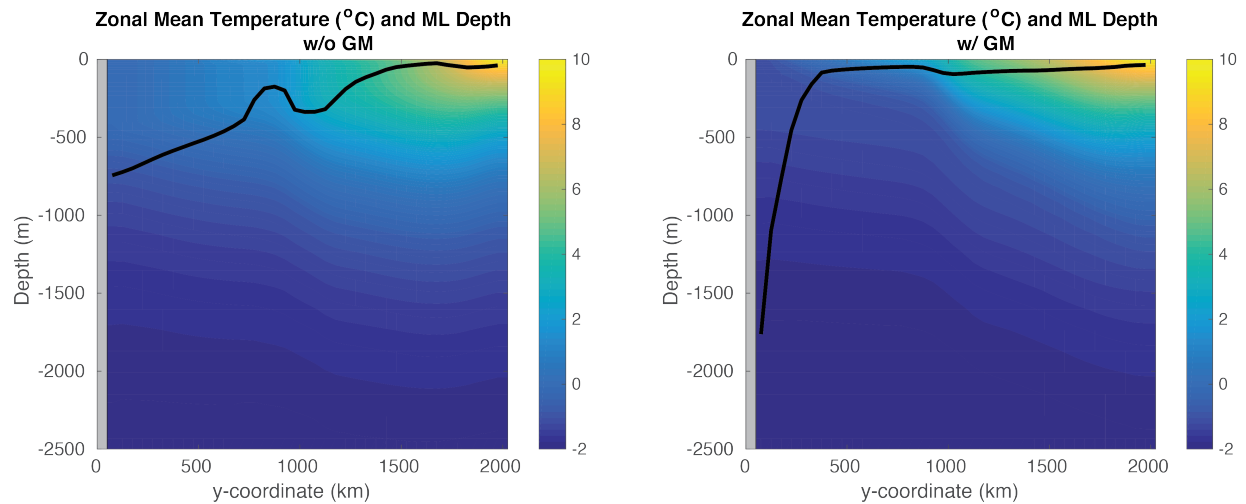 Zonal Mean Temperature (°C) and ML Depth
w/o GM
0
-500
-1000
-1500
-2000
-2500
Depth (m)
0 500 1000 1500 2000
y-coordinate (km)
10
8
6
4
2
0
-2
Zonal Mean Temperature (°C) and ML Depth
w/ GM
0
-500
-1000
-1500
-2000
-2500
Depth (m)
0 500 1000 1500 2000
y-coordinate (km)
10
8
6
4
2
0
-2